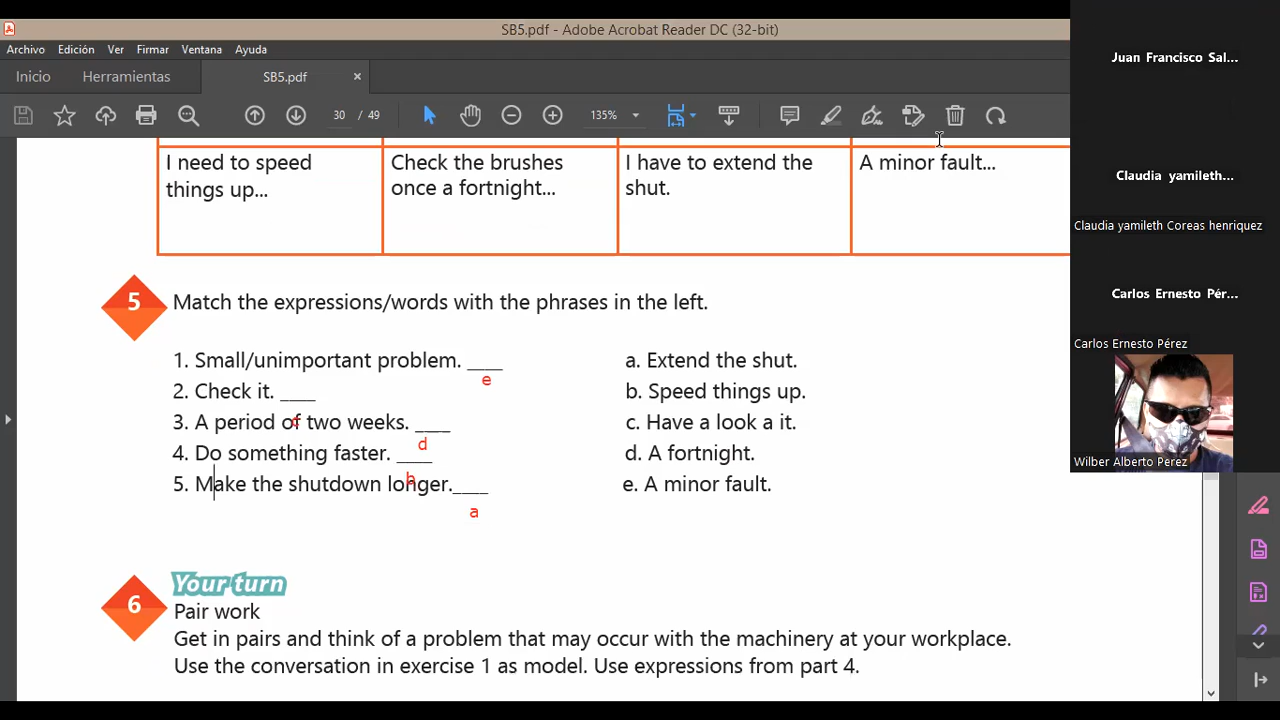 SB5.pdf - Adobe Acrobat Reader DC (32-bit)
Archivo Edición Ver Firmar Ventana Ayuda
Inicio Herramientas SB5.pdf ×
30 / 49 135%
I need to speed things up...
Check the brushes once a fortnight...
I have to extend the shut.
A minor fault...
5 Match the expressions/words with the phrases in the left.
1. Small/unimportant problem. ____ e
a. Extend the shut.
2. Check it. ____ c
b. Speed things up.
3. A period of two weeks. ____ d
c. Have a look a it.
4. Do something faster. ____ b
d. A fortnight.
5. Make the shutdown longer.____ a
e. A minor fault.
6 Your turn
Pair work
Get in pairs and think of a problem that may occur with the machinery at your workplace.
Use the conversation in exercise 1 as model. Use expressions from part 4.
Juan Francisco Sal...
Claudia yamileth...
Claudia yamileth Coreas henriquez
Carlos Ernesto Pér...
Carlos Ernesto Pérez
Wilber Alberto Perez